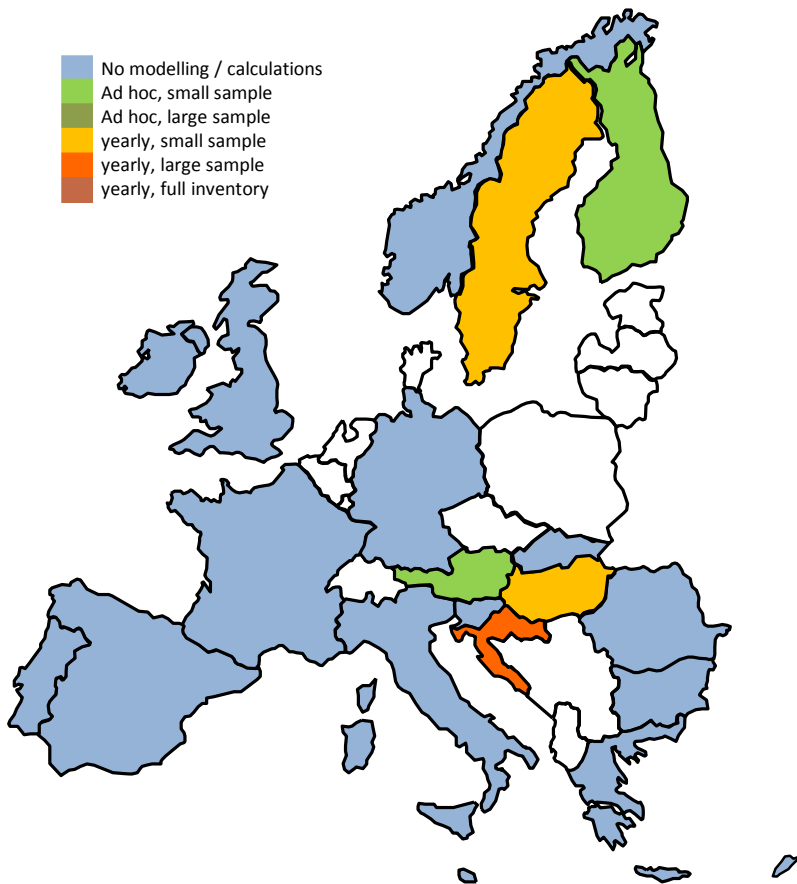 No modelling / calculations
Ad hoc, small sample
Ad hoc, large sample
yearly, small sample
yearly, large sample
yearly, full inventory